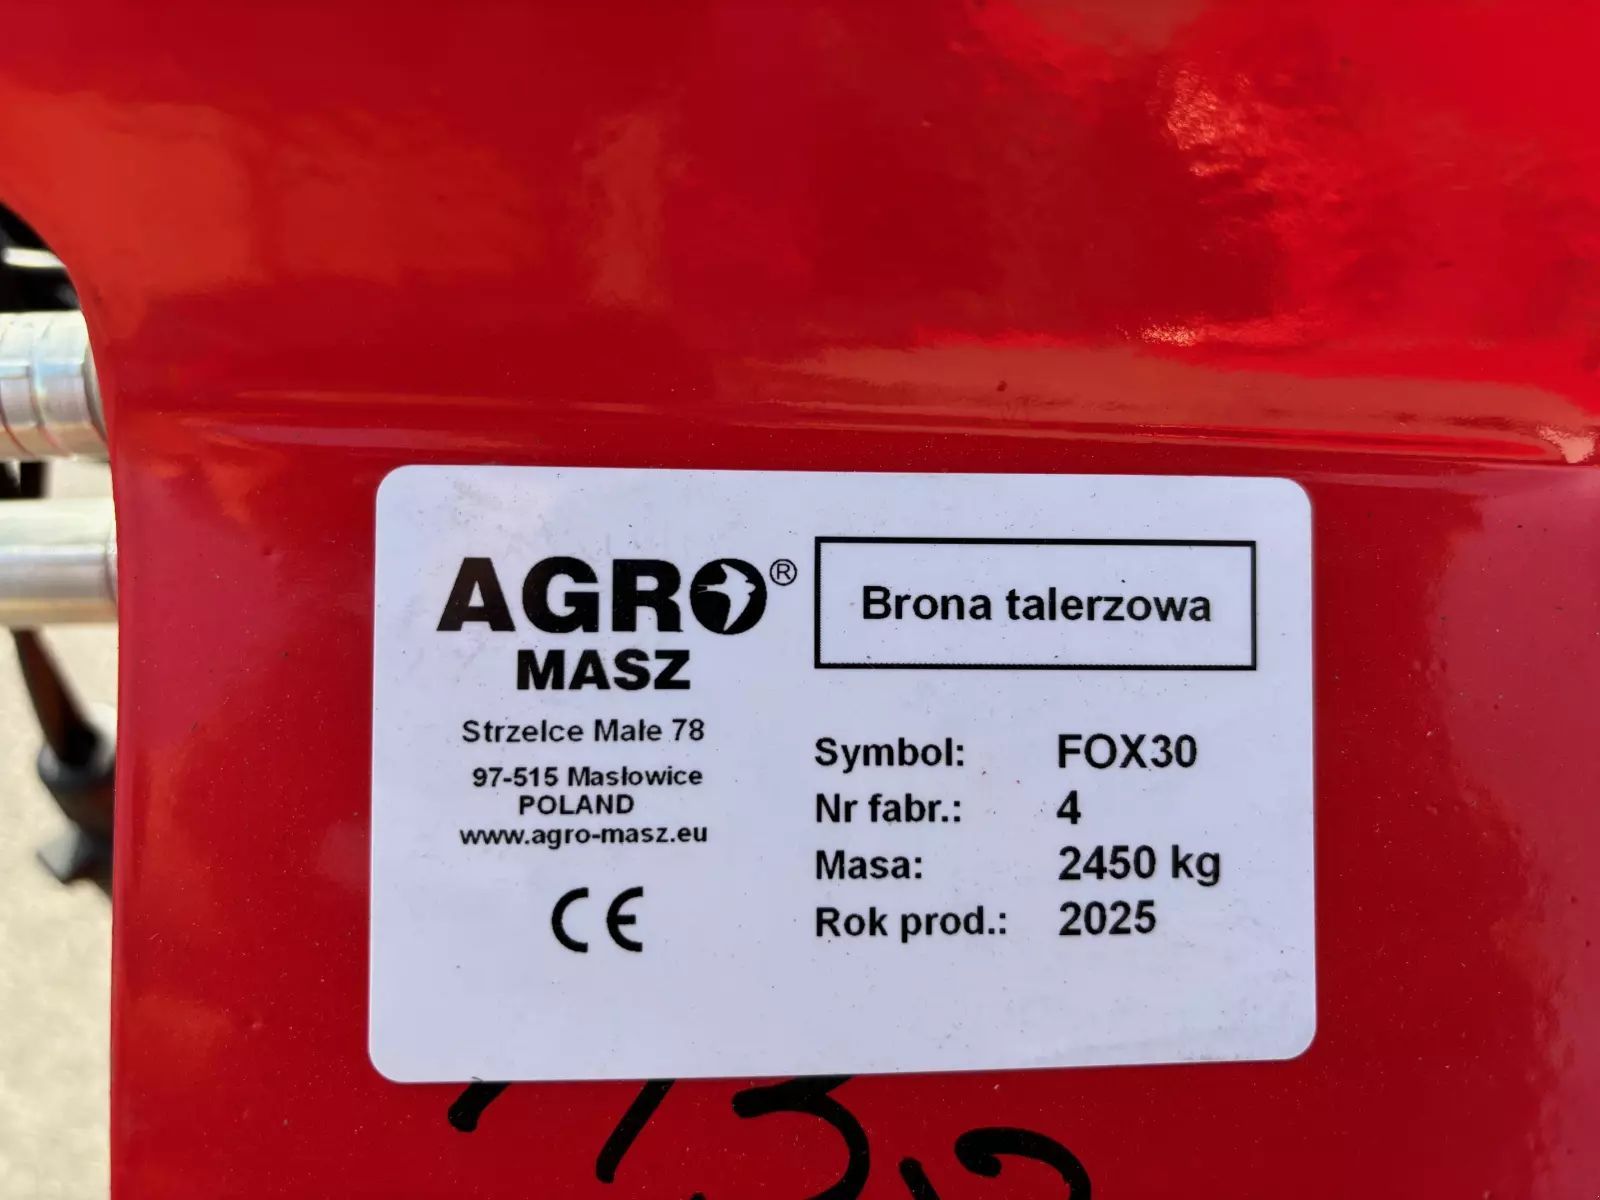 AGRO®
MASZ
Strzelce Małe 78
97-515 Masłowice
POLAND
www.agro-masz.eu
CE
Brona talerzowa
Symbol: FOX30
Nr fabr.: 4
Masa: 2450 kg
Rok prod.: 2025